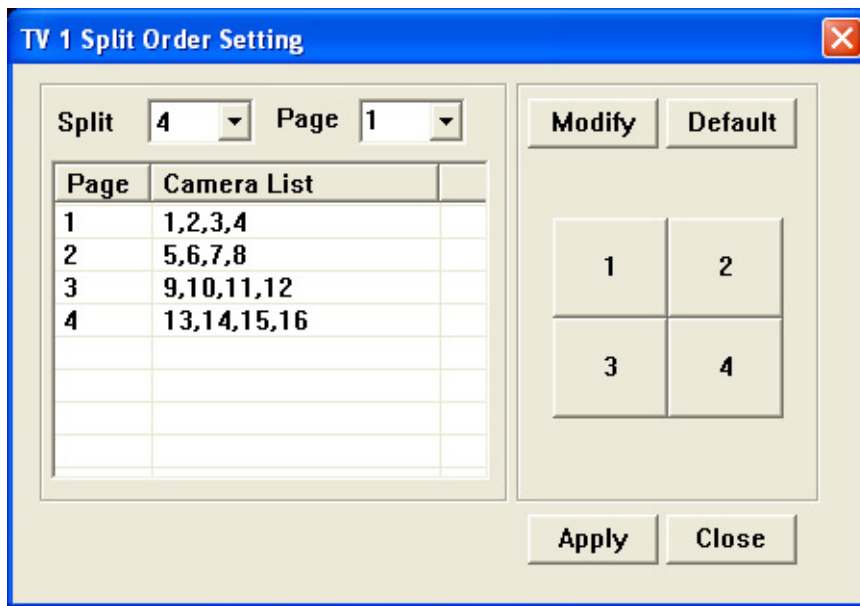 TV 1 Split Order Setting
Split 4 Page 1
Page Camera List
1 1,2,3,4
2 5,6,7,8
3 9,10,11,12
4 13,14,15,16
Modify Default
1 2
3 4
Apply Close